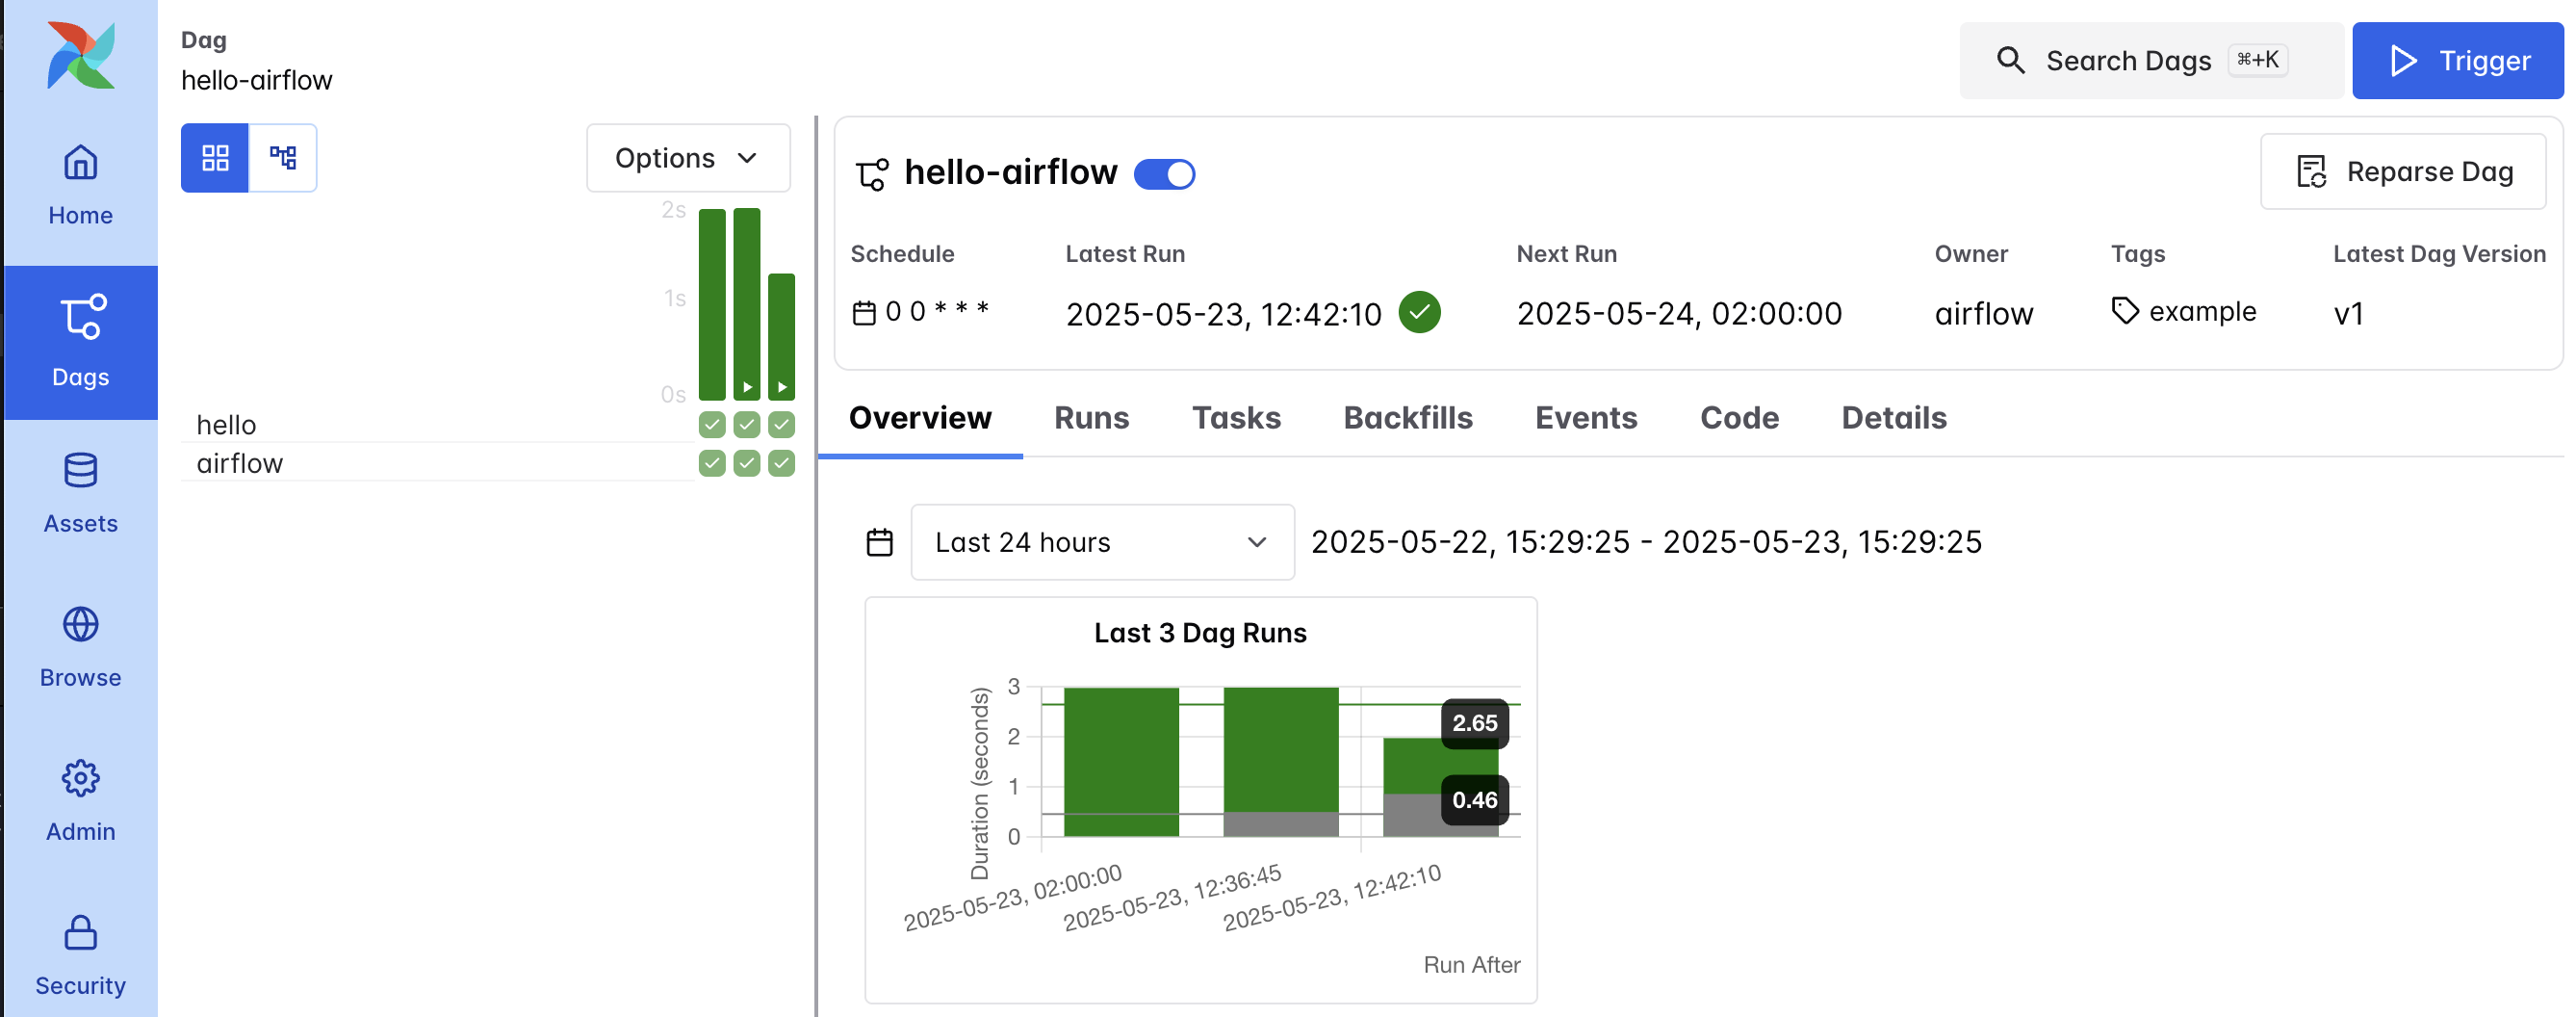 Dag
hello-airflow
Search Dags ⌘+K
Trigger
Home
Dags
Assets
Browse
Admin
Security
Options
2s
1s
0s
hello
airflow
hello-airflow
Reparse Dag
Schedule Latest Run Next Run Owner Tags Latest Dag Version
0 0 * * * 2025-05-23, 12:42:10 2025-05-24, 02:00:00 airflow example v1
Overview Runs Tasks Backfills Events Code Details
Last 24 hours 2025-05-22, 15:29:25 - 2025-05-23, 15:29:25
Last 3 Dag Runs
Duration (seconds)
3
2
1
0
2.65
0.46
2025-05-23, 02:00:00
2025-05-23, 12:36:45
2025-05-23, 12:42:10
Run After